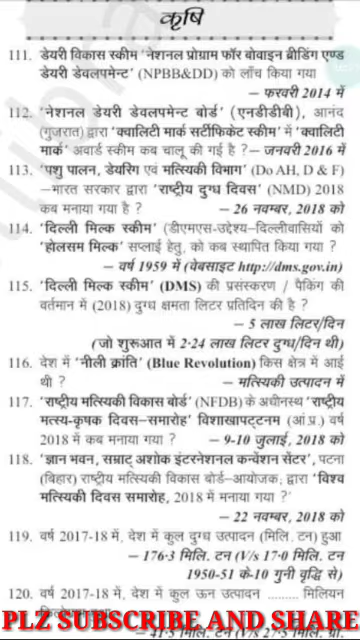 कृषि
111. डेयरी विकास स्कीम 'नेशनल प्रोग्राम फॉर बोवाइन ब्रीडिंग एण्ड
डेयरी डेवलपमेन्ट' (NPBB&DD) को लाँच किया गया
– फरवरी 2014 में
112. 'नेशनल डेयरी डेवलपमेन्ट बोर्ड' (एनडीडीबी), आनंद
(गुजरात) द्वारा 'क्वालिटी मार्क सर्टीफिकेट स्कीम' में 'क्वालिटी
मार्क' अवार्ड स्कीम कब चालू की गई है ?– जनवरी 2016 में
113. 'पशु पालन, डेयरिंग एवं मत्स्यिकी विभाग' (Do AH, D & F)
–भारत सरकार द्वारा 'राष्ट्रीय दुग्ध दिवस' (NMD) 2018
कब मनाया गया है ? – 26 नवम्बर, 2018 को
114. 'दिल्ली मिल्क स्कीम' (डीएमएस-उद्देश्य–दिल्लीवासियों को
'होलसम मिल्क' सप्लाई हेतु, को कब स्थापित किया गया ?
– वर्ष 1959 में (वेबसाइट http://dms.gov.in)
115. 'दिल्ली मिल्क स्कीम' (DMS) की प्रसंस्करण / पैकिंग की
वर्तमान में (2018) दुग्ध क्षमता लिटर प्रतिदिन की है ?
– 5 लाख लिटर/दिन
(जो शुरूआत में 2·24 लाख लिटर दुग्ध/दिन थी)
116. देश में 'नीली क्रांति' (Blue Revolution) किस क्षेत्र में आई
थी ? – मत्स्यिकी उत्पादन में
117. 'राष्ट्रीय मत्स्यिकी विकास बोर्ड' (NFDB) के अधीनस्थ 'राष्ट्रीय
मत्स्य-कृषक दिवस–समारोह' विशाखापट्टनम (आं.प्र.) वर्ष
2018 में कब मनाया गया ? – 9-10 जुलाई, 2018 को
118. 'ज्ञान भवन, सम्राट् अशोक इंटरनेशनल कन्वेंशन सेंटर', पटना
(बिहार) राष्ट्रीय मत्स्यिकी विकास बोर्ड–आयोजक, द्वारा 'विश्व
मत्स्यिकी दिवस समारोह, 2018 में मनाया गया ?'
– 22 नवम्बर, 2018 को
119. वर्ष 2017-18 में, देश में कुल दुग्ध उत्पादन (मिलि. टन) हुआ
– 176·3 मिलि. टन (V/s 17·0 मिलि. टन
1950-51 के-10 गुनी वृद्धि से)
120. वर्ष 2017-18 में, देश में कुल ऊन उत्पादन ......... मिलियन
PLZ SUBSCRIBE AND SHARE